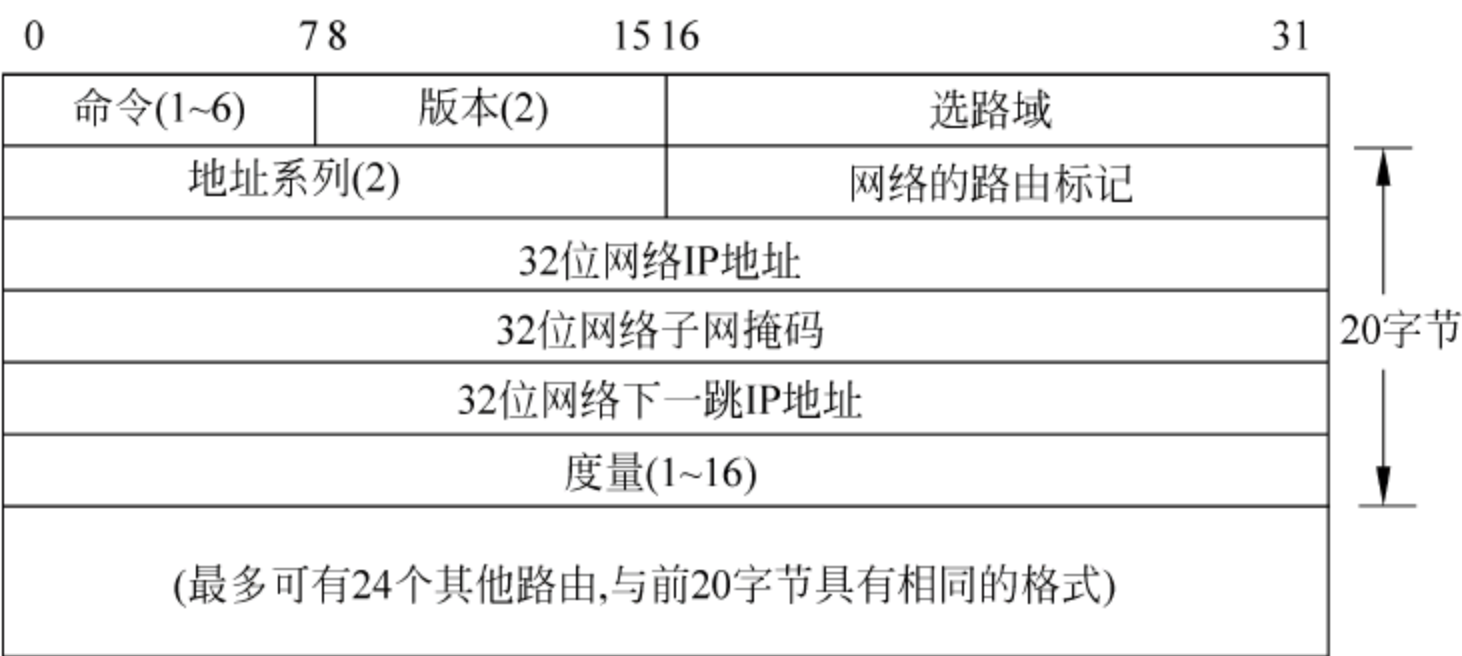 0 7 8 15 16 31
命令(1~6) 版本(2) 选路域
地址系列(2) 网络的路由标记
32位网络IP地址
32位网络子网掩码
20字节
32位网络下一跳IP地址
度量(1~16)
(最多可有24个其他路由,与前20字节具有相同的格式)